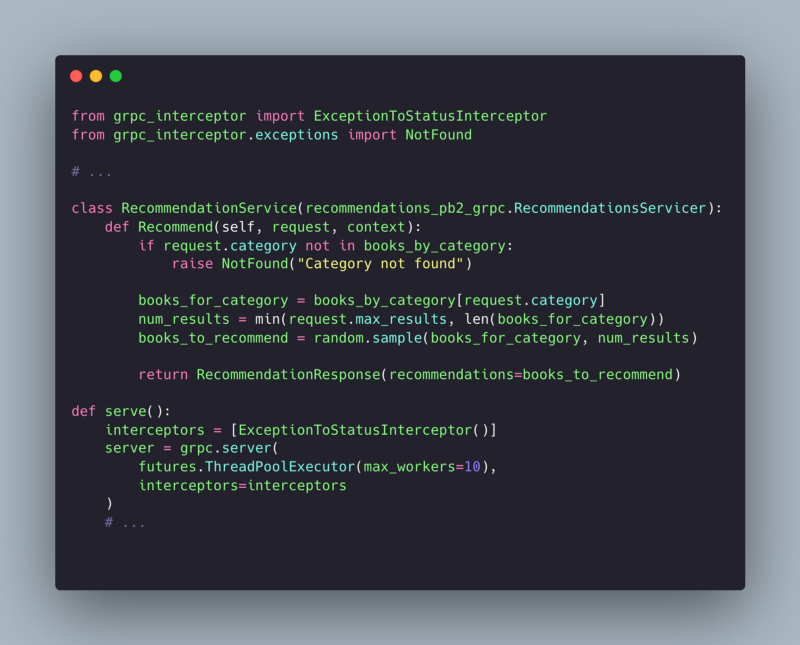 from grpc_interceptor import ExceptionToStatusInterceptor
from grpc_interceptor.exceptions import NotFound

# ...

class RecommendationService(recommendations_pb2_grpc.RecommendationsServicer):
    def Recommend(self, request, context):
        if request.category not in books_by_category:
            raise NotFound("Category not found")

        books_for_category = books_by_category[request.category]
        num_results = min(request.max_results, len(books_for_category))
        books_to_recommend = random.sample(books_for_category, num_results)

        return RecommendationResponse(recommendations=books_to_recommend)

def serve():
    interceptors = [ExceptionToStatusInterceptor()]
    server = grpc.server(
        futures.ThreadPoolExecutor(max_workers=10),
        interceptors=interceptors
    )
    # ...